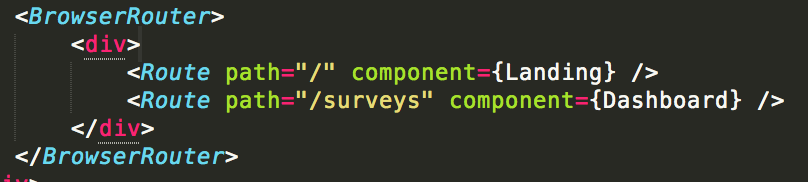 <BrowserRouter>
<div>
<Route path="/" component={Landing} />
<Route path="/surveys" component={Dashboard} />
</div>
</BrowserRouter>